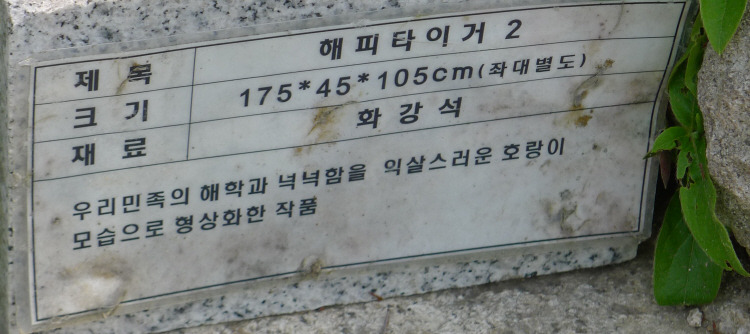 제 목 해피타이거 2
크 기 175*45*105cm(좌대별도)
재 료 화강석
우리민족의 해학과 넉넉함을 익살스러운 호랑이
모습으로 형상화한 작품